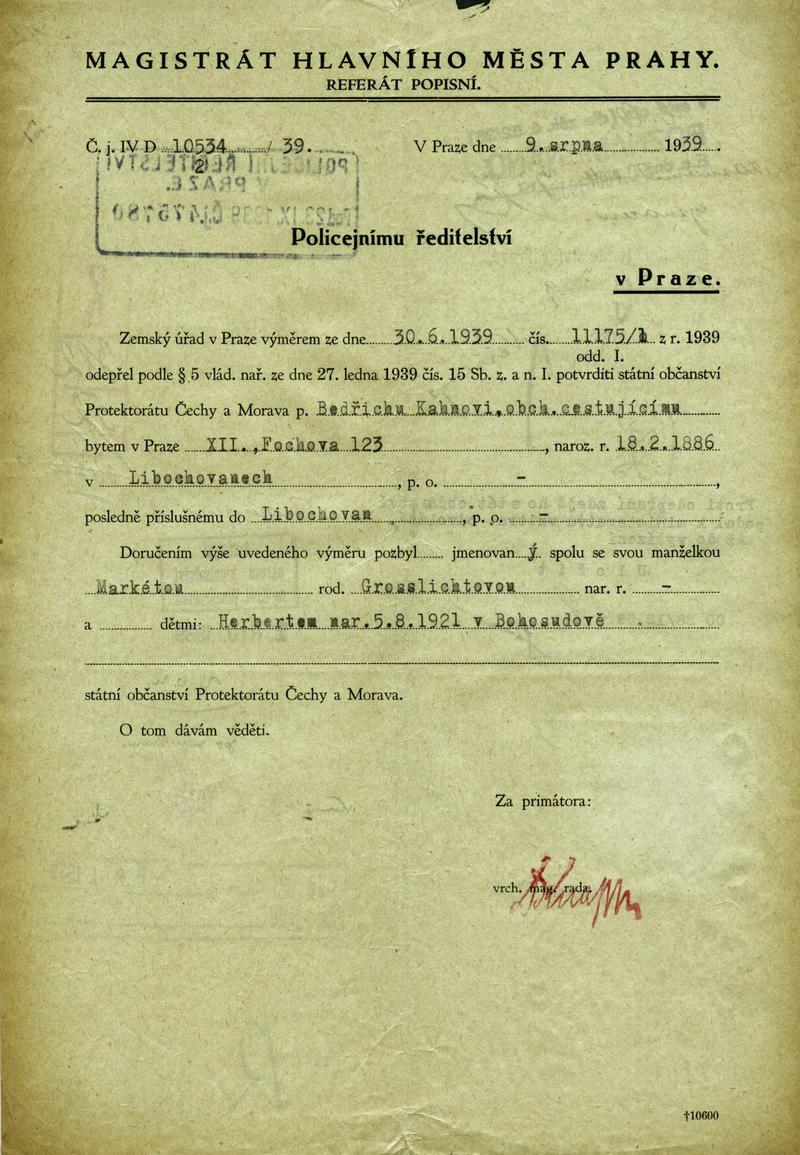 MAGISTRÁT HLAVNÍHO MĚSTA PRAHY.
REFERÁT POPISNÍ.
Č. j. IV D 10534 / 39.
V Praze dne 9. srpna 1939.
Policejnímu ředitelství
v Praze.
Zemský úřad v Praze výměrem ze dne 30. 6. 1939 čís. 11175/1 z r. 1939
odd. I.
odepřel podle § 5 vlád. nař. ze dne 27. ledna 1939 čís. 15 Sb. z. a n. I. potvrditi státní občanství
Protektorátu Čechy a Morava p. Bedřichu Kahnovi, obch. cestujícímu
bytem v Praze XII., Fochova 123, naroz. r. 18. 2. 1886
v Libochovanech, p. o. -,
posledně příslušnému do Libochovan, p. o. -
Doručením výše uvedeného výměru pozbyl jmenovan ý spolu se svou manželkou
Markétou rod. Grosslichtovou nar. r. -
a dětmi: Herbertem nar. 5.8.1921 v Bohosudově
státní občanství Protektorátu Čechy a Morava.
O tom dávám věděti.
Za primátora:
vrch. mag. rada.
†10600